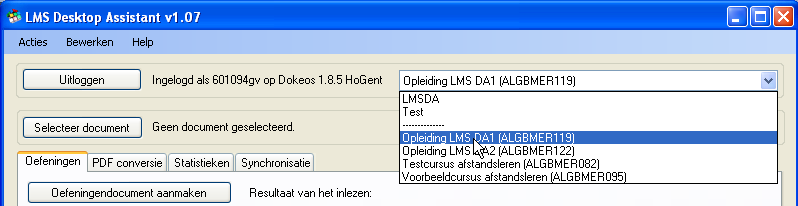 LMS Desktop Assistant v1.07
Acties Bewerken Help
Uitloggen Ingelogd als 601094gv op Dokeos 1.8.5 HoGent Opleiding LMS DA1 (ALGBMER119)
LMSDA
Test
--------------
Selecteer document Geen document geselecteerd.
Opleiding LMS DA1 (ALGBMER119)
Opleiding LMS DA2 (ALGBMER122)
Testcursus afstandsleren (ALGBMER082)
Voorbeeldcursus afstandsleren (ALGBMER095)
Oefeningen PDF conversie Statistieken Synchronisatie
Oefeningendocument aanmaken Resultaat van het inlezen: